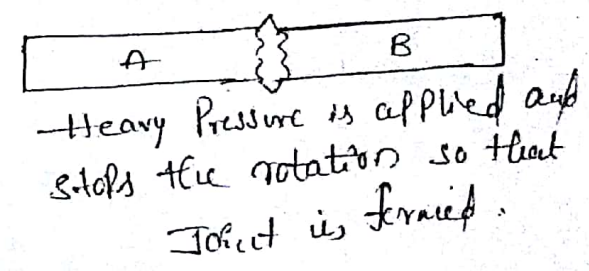 A B
Heavy Pressure is applied and
stops the rotation so that
Joint is formed.